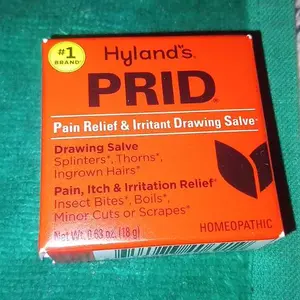 #1
BRAND*
Hyland's®
PRID®
Pain Relief & Irritant Drawing Salve*
Drawing Salve
Splinters*, Thorns*,
Ingrown Hairs*
Pain, Itch & Irritation Relief*
Insect Bites*, Boils*,
Minor Cuts or Scrapes*
Net Wt. 0.63 oz. (18 g)
HOMEOPATHIC